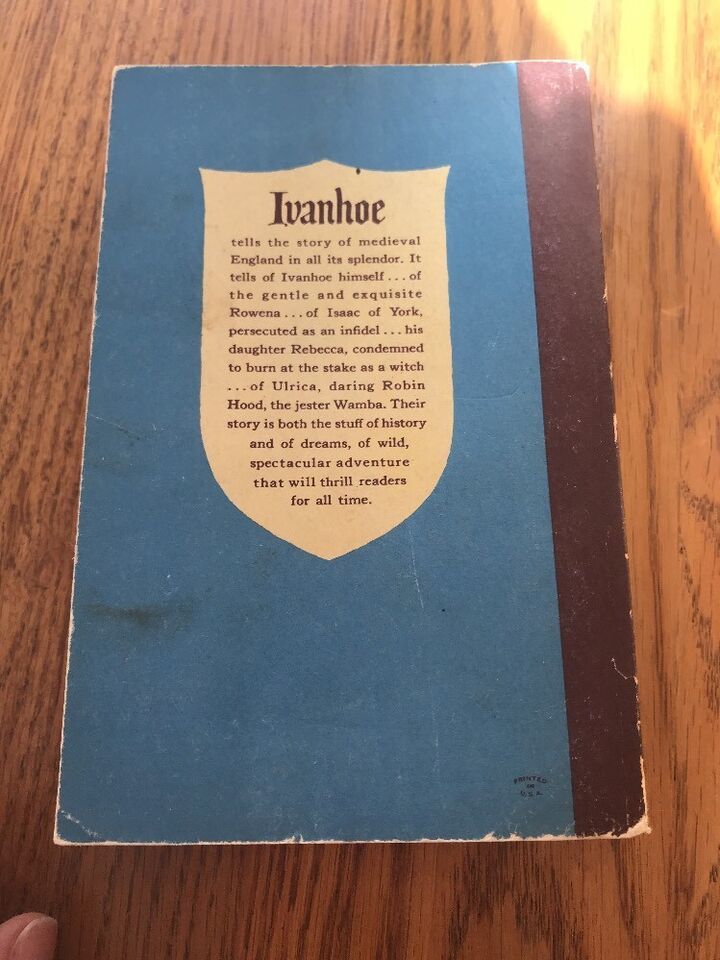 Ivanhoe
tells the story of medieval
England in all its splendor. It
tells of Ivanhoe himself...of
the gentle and exquisite
Rowena...of Isaac of York,
persecuted as an infidel...his
daughter Rebecca, condemned
to burn at the stake as a witch
...of Ulrica, daring Robin
Hood, the jester Wamba. Their
story is both the stuff of history
and of dreams, of wild,
spectacular adventure
that will thrill readers
for all time.
PRINTED
IN
U.S.A.